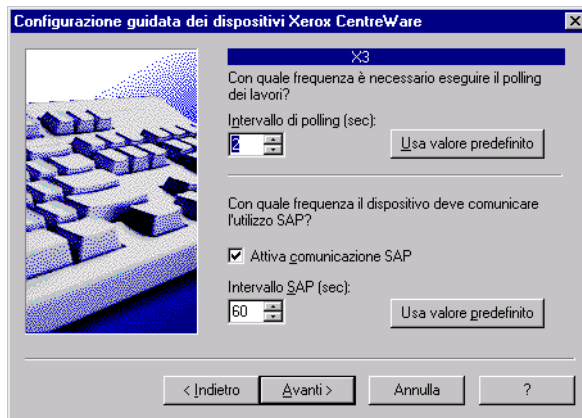 Configurazione guidata dei dispositivi Xerox CentreWare
X3
Con quale frequenza è necessario eseguire il polling
dei lavori?
Intervallo di polling (sec):
2
Usa valore predefinito
Con quale frequenza il dispositivo deve comunicare
l'utilizzo SAP?
Attiva comunicazione SAP
Intervallo SAP (sec):
60
Usa valore predefinito
< Indietro
Avanti >
Annulla
?